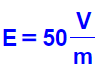 E = 50 V/m